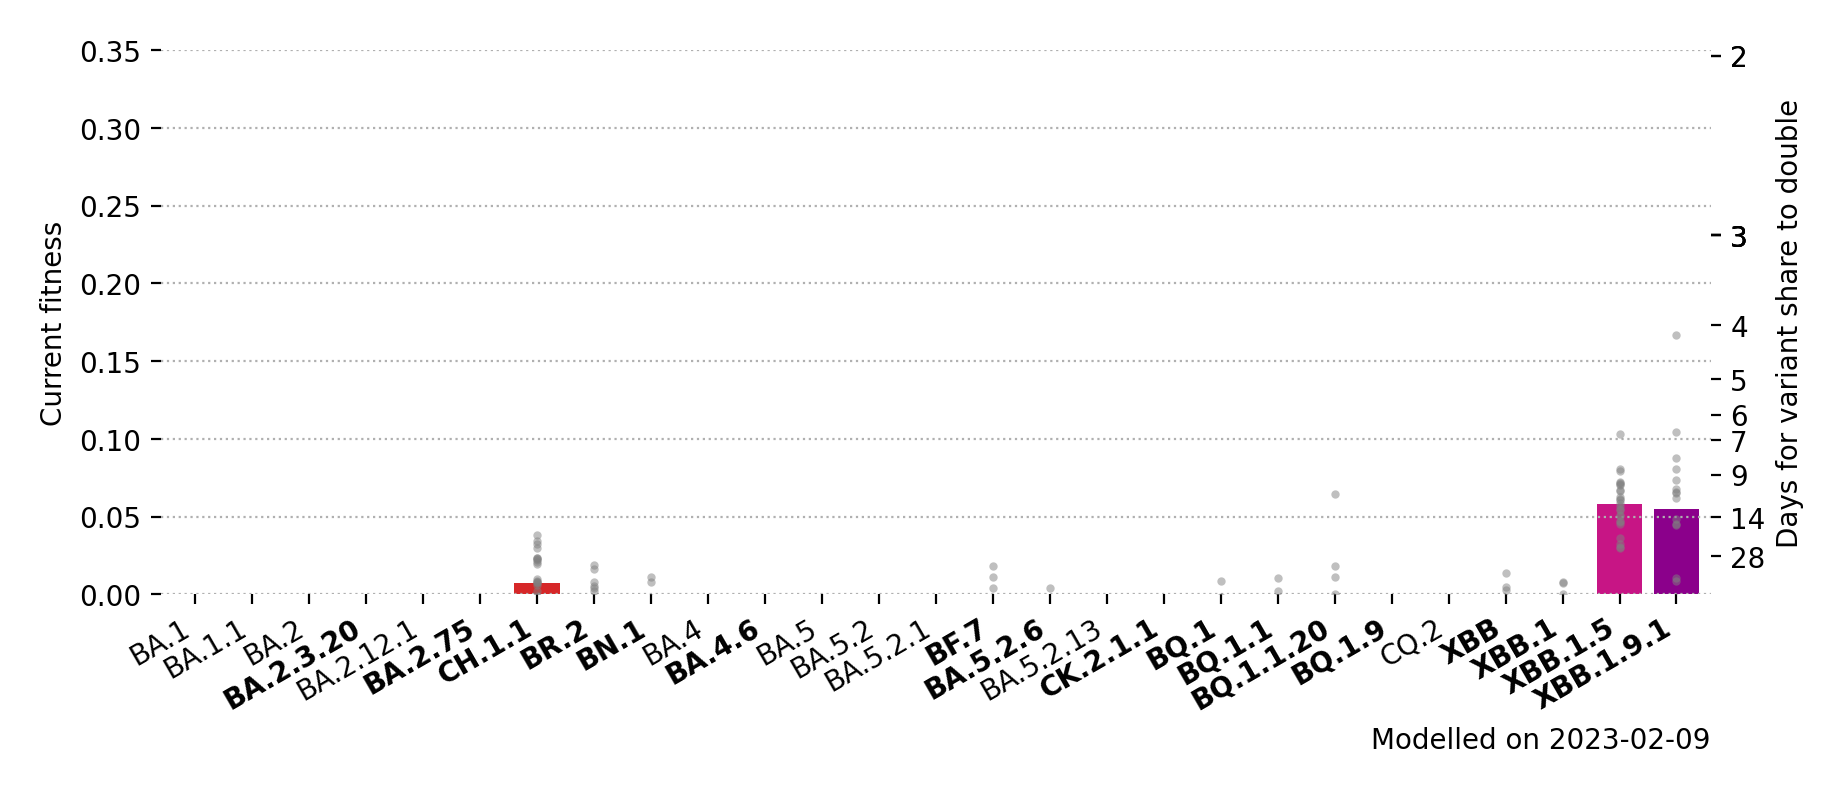 0.35
0.30
0.25
0.20
0.15
0.10
0.05
0.00
Current fitness
2
3
4
5
6
7
9
14
28
Days for variant share to double
BA.1
BA.1.1
BA.2
BA.2.3.20
BA.2.12.1
BA.2.75
CH.1.1
BR.2
BN.1
BA.4
BA.4.6
BA.5
BA.5.2
BA.5.2.1
BF.7
BA.5.2.6
BA.5.2.13
CK.2.1.1
BQ.1
BQ.1.1
BQ.1.1.20
BQ.1.9
CQ.2
XBB
XBB.1
XBB.1.5
XBB.1.9.1
Modelled on 2023-02-09